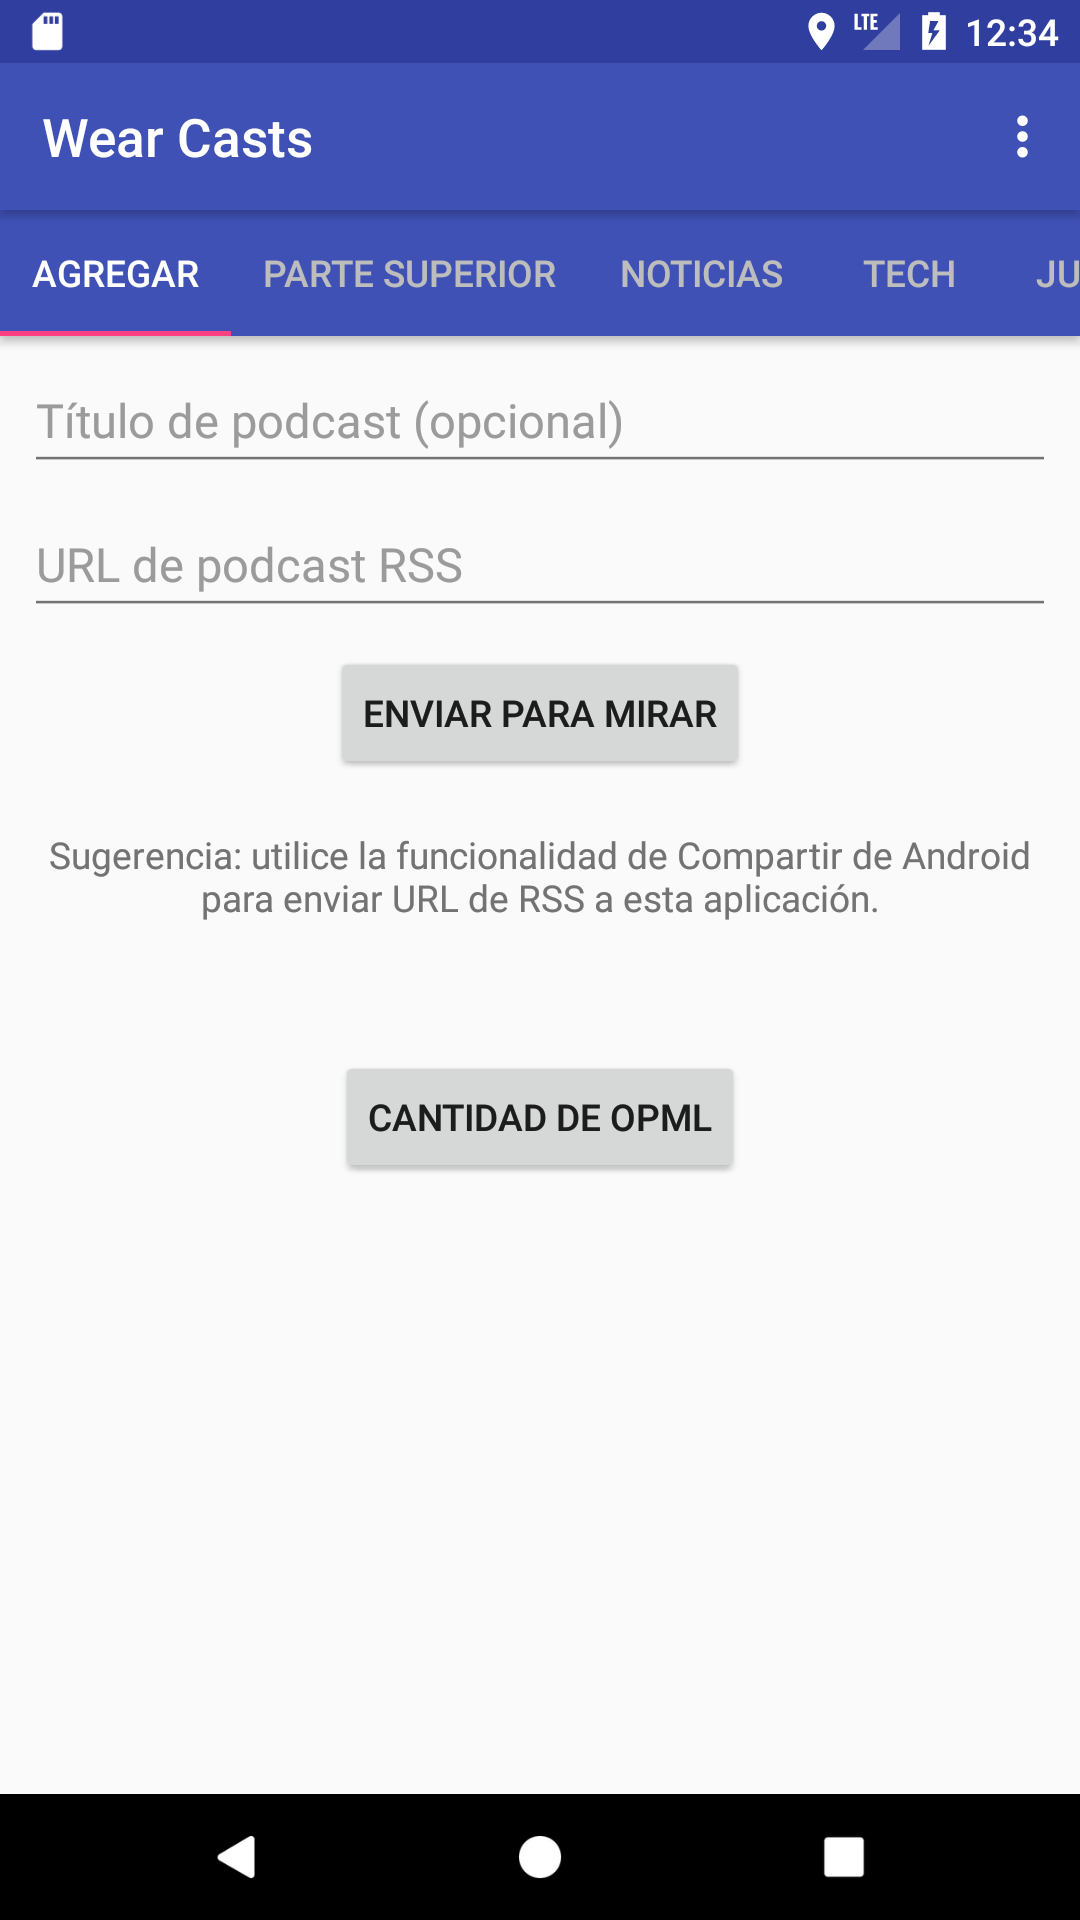 LTE 12:34
Wear Casts
AGREGAR PARTE SUPERIOR NOTICIAS TECH JU
Título de podcast (opcional)
URL de podcast RSS
ENVIAR PARA MIRAR
Sugerencia: utilice la funcionalidad de Compartir de Android
para enviar URL de RSS a esta aplicación.
CANTIDAD DE OPML